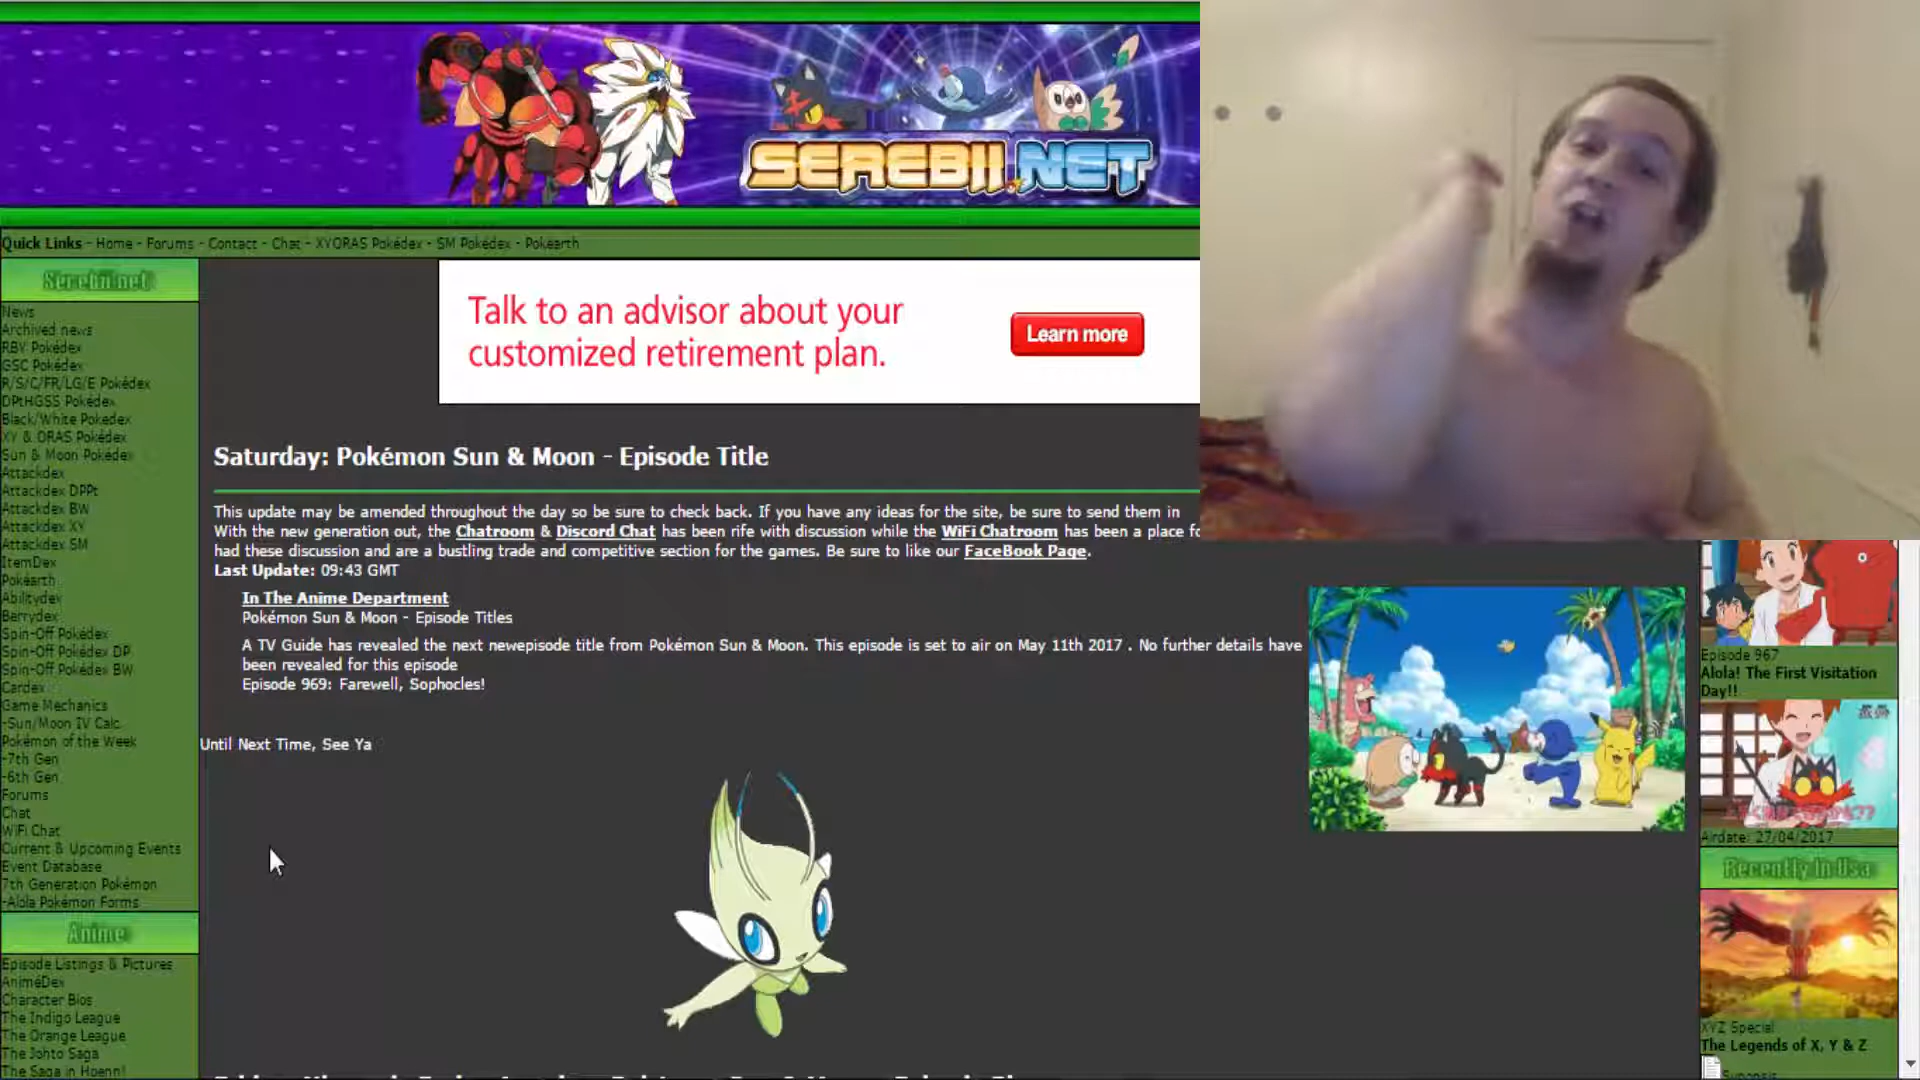 SEREBII.NET
Quick Links - Home - Forums - Contact - Chat - XYORAS Pokédex - SM Pokédex - Pokéarth
Serebii.net
News
Archived news
RBY Pokédex
GSC Pokédex
R/S/C/FR/LG/E Pokédex
DPtHGSS Pokédex
Black/White Pokédex
XY & ORAS Pokédex
Sun & Moon Pokédex
Attackdex
Attackdex DPPt
Attackdex BW
Attackdex XY
Attackdex SM
ItemDex
Pokéarth
Abilitydex
Berrydex
Spin-Off Pokédex
Spin-Off Pokédex DP
Spin-Off Pokédex BW
Cardex
Game Mechanics
-Sun/Moon IV Calc.
Pokémon of the Week
-7th Gen
-6th Gen
Forums
Chat
WiFi Chat
Current & Upcoming Events
Event Database
7th Generation Pokémon
-Alola Pokémon Forms
Anime
Episode Listings & Pictures
AniméDex
Character Bios
The Indigo League
The Orange League
The Johto Saga
The Saga in Hoenn!
Talk to an advisor about your
customized retirement plan.
Learn more
Saturday: Pokémon Sun & Moon - Episode Title
This update may be amended throughout the day so be sure to check back. If you have any ideas for the site, be sure to send them in
With the new generation out, the Chatroom & Discord Chat has been rife with discussion while the WiFi Chatroom has been a place fo
had these discussion and are a bustling trade and competitive section for the games. Be sure to like our FaceBook Page.
Last Update: 09:43 GMT
In The Anime Department
Pokémon Sun & Moon - Episode Titles
A TV Guide has revealed the next newepisode title from Pokémon Sun & Moon. This episode is set to air on May 11th 2017 . No further details have
been revealed for this episode
Episode 969: Farewell, Sophocles!
Until Next Time, See Ya
Episode 967
Alola! The First Visitation
Day!!
Airdate: 27/04/2017
Recently In Usa
XYZ Special
The Legends of X, Y & Z
Synopsis